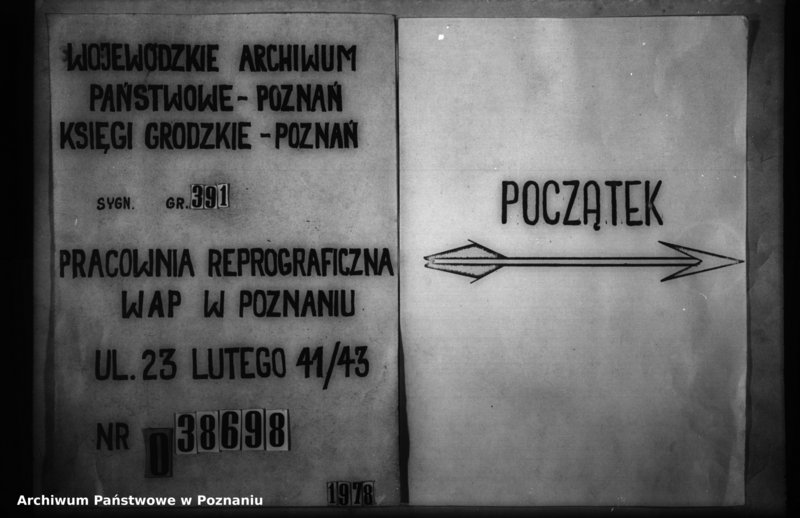 WOJEWÓDZKIE ARCHIWUM
PAŃSTWOWE - POZNAŃ
KSIĘGI GRODZKIE - POZNAŃ
SYGN. GR. 391
PRACOWNIA REPROGRAFICZNA
WAP W POZNANIU
UL. 23 LUTEGO 41/43
NR 0 38698
1978
POCZĄTEK
Archiwum Państwowe w Poznaniu